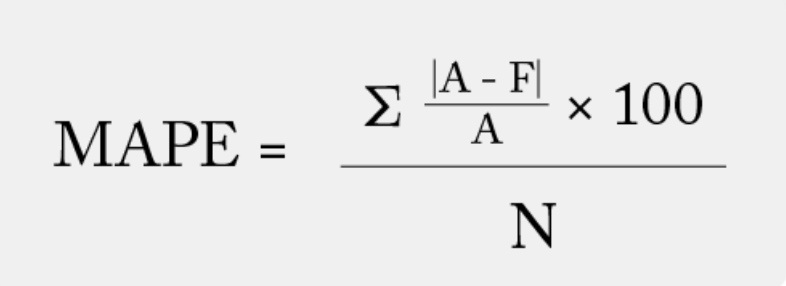 MAPE = Σ |A - F| / A × 100 / N